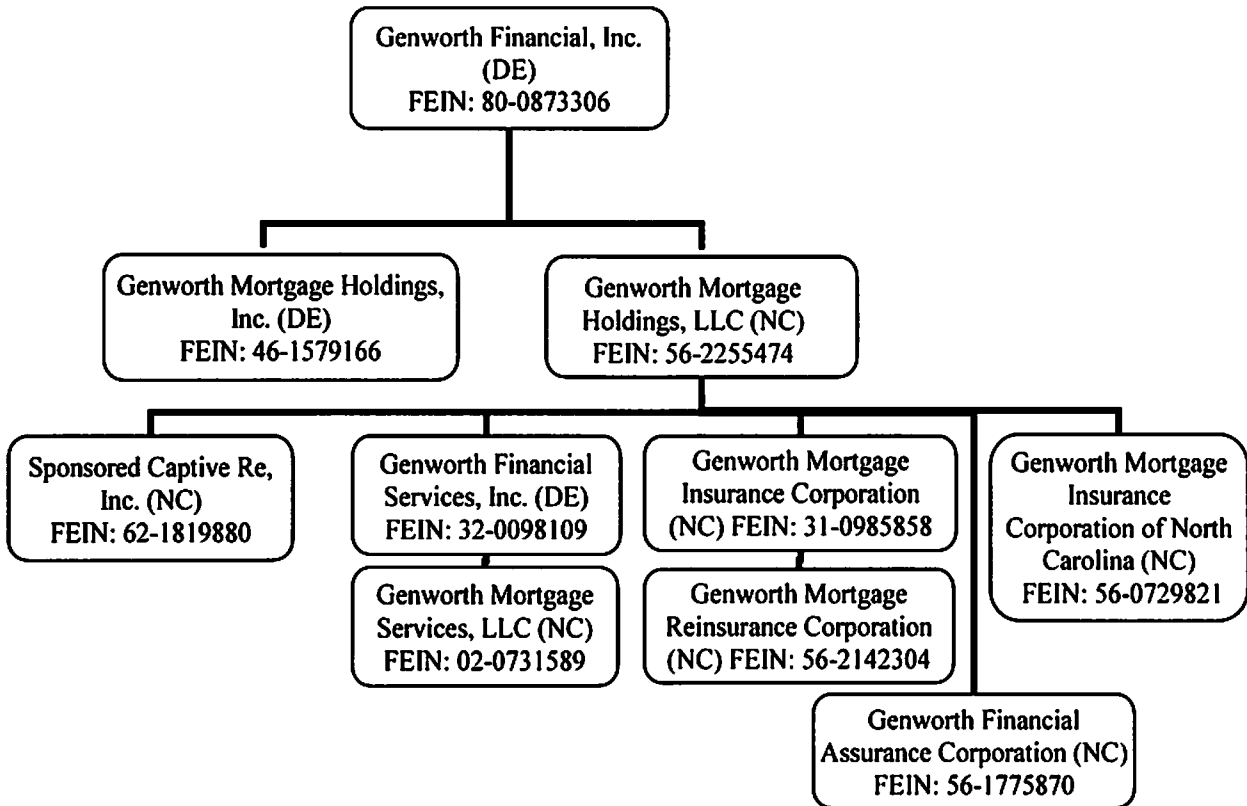 Genworth Financial, Inc.
(DE)
FEIN: 80-0873306
Genworth Mortgage Holdings,
Inc. (DE)
FEIN: 46-1579166
Genworth Mortgage
Holdings, LLC (NC)
FEIN: 56-2255474
Sponsored Captive Re,
Inc. (NC)
FEIN: 62-1819880
Genworth Financial
Services, Inc. (DE)
FEIN: 32-0098109
Genworth Mortgage
Services, LLC (NC)
FEIN: 02-0731589
Genworth Mortgage
Insurance Corporation
(NC) FEIN: 31-0985858
Genworth Mortgage
Reinsurance Corporation
(NC) FEIN: 56-2142304
Genworth Mortgage
Insurance
Corporation of North
Carolina (NC)
FEIN: 56-0729821
Genworth Financial
Assurance Corporation (NC)
FEIN: 56-1775870